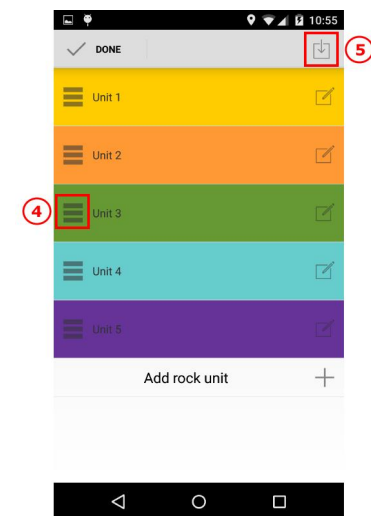 10:55
DONE
5
Unit 1
Unit 2
4
Unit 3
Unit 4
Unit 5
Add rock unit